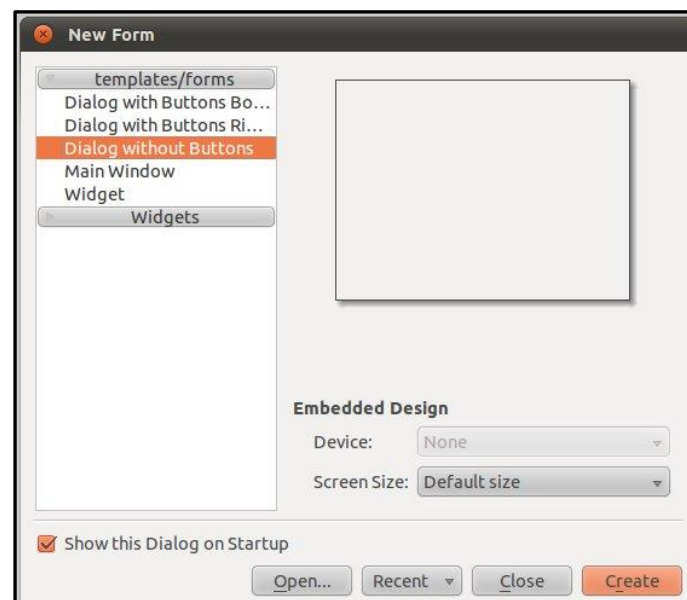 New Form
templates/forms
Dialog with Buttons Bo...
Dialog with Buttons Ri...
Dialog without Buttons
Main Window
Widget
Widgets
Embedded Design
Device: None
Screen Size: Default size
Show this Dialog on Startup
Open... Recent Close Create